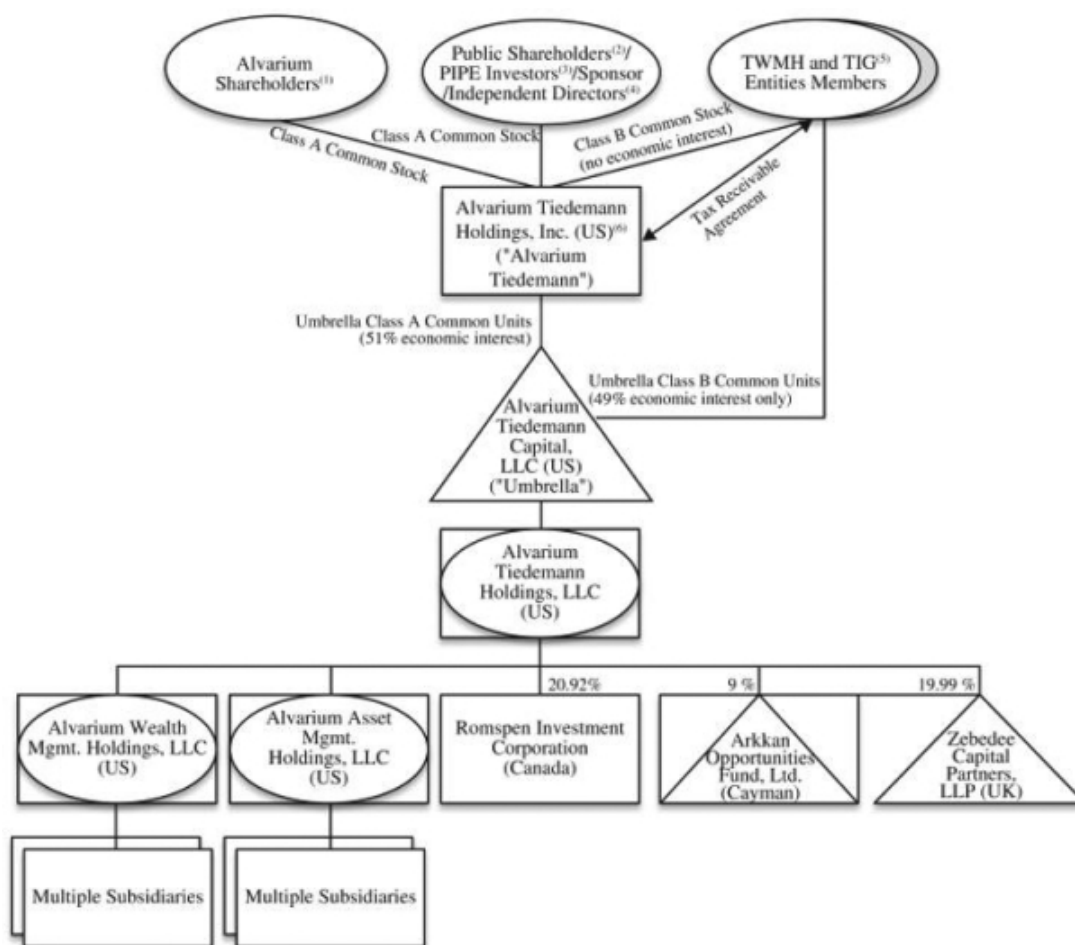 Alvarium
Shareholders(1)
Public Shareholders(2)/
PIPE Investors(3)/Sponsor
/Independent Directors(4)
TWMH and TIG(5)
Entities Members
Class A Common Stock
Class A Common Stock
Class B Common Stock
(no economic interest)
Tax Receivable
Agreement
Alvarium Tiedemann
Holdings, Inc. (US)(6)
("Alvarium
Tiedemann")
Umbrella Class A Common Units
(51% economic interest)
Umbrella Class B Common Units
(49% economic interest only)
Alvarium
Tiedemann
Capital,
LLC (US)
("Umbrella")
Alvarium
Tiedemann
Holdings, LLC
(US)
20.92%
9 %
19.99 %
Alvarium Wealth
Mgmt. Holdings, LLC
(US)
Alvarium Asset
Mgmt.
Holdings, LLC
(US)
Romspen Investment
Corporation
(Canada)
Arkkan
Opportunities
Fund, Ltd.
(Cayman)
Zebedee
Capital
Partners,
LLP (UK)
Multiple Subsidiaries
Multiple Subsidiaries